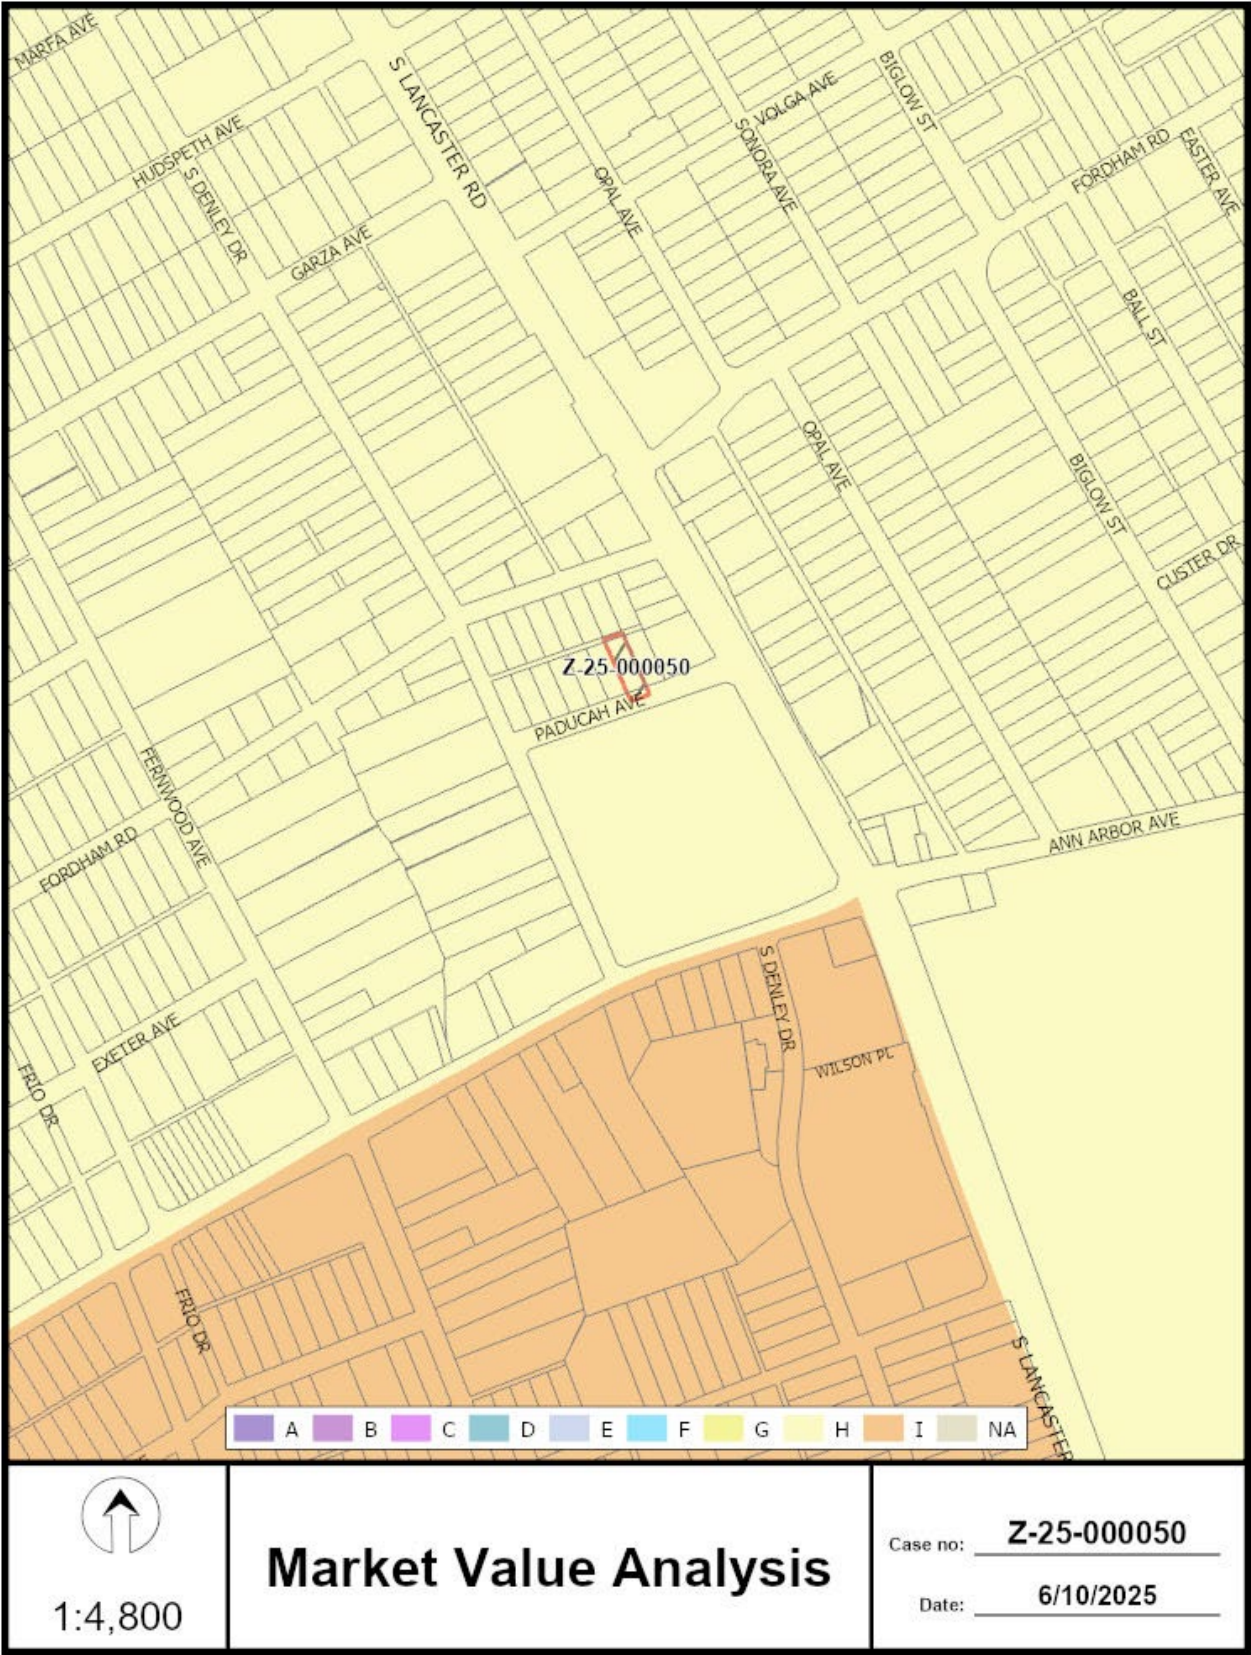 MARFA AVE
S LANCASTER RD
BIGLOW ST
VOLGA AVE
HUDSPETH AVE
SONORA AVE
FORDHAM RD
EASTER AVE
S DENLEY DR
OPAL AVE
GARZA AVE
BALL ST
OPAL AVE
BIGLOW ST
CUSTER DR
Z-25-000050
PADUCAH AVE
FERNWOOD AVE
FORDHAM RD
ANN ARBOR AVE
S DENLEY DR
EXETER AVE
WILSON PL
FRIO DR
FRIO DR
S LANCASTER
A B C D E F G H I NA
1:4,800
Market Value Analysis
Case no: Z-25-000050
Date: 6/10/2025